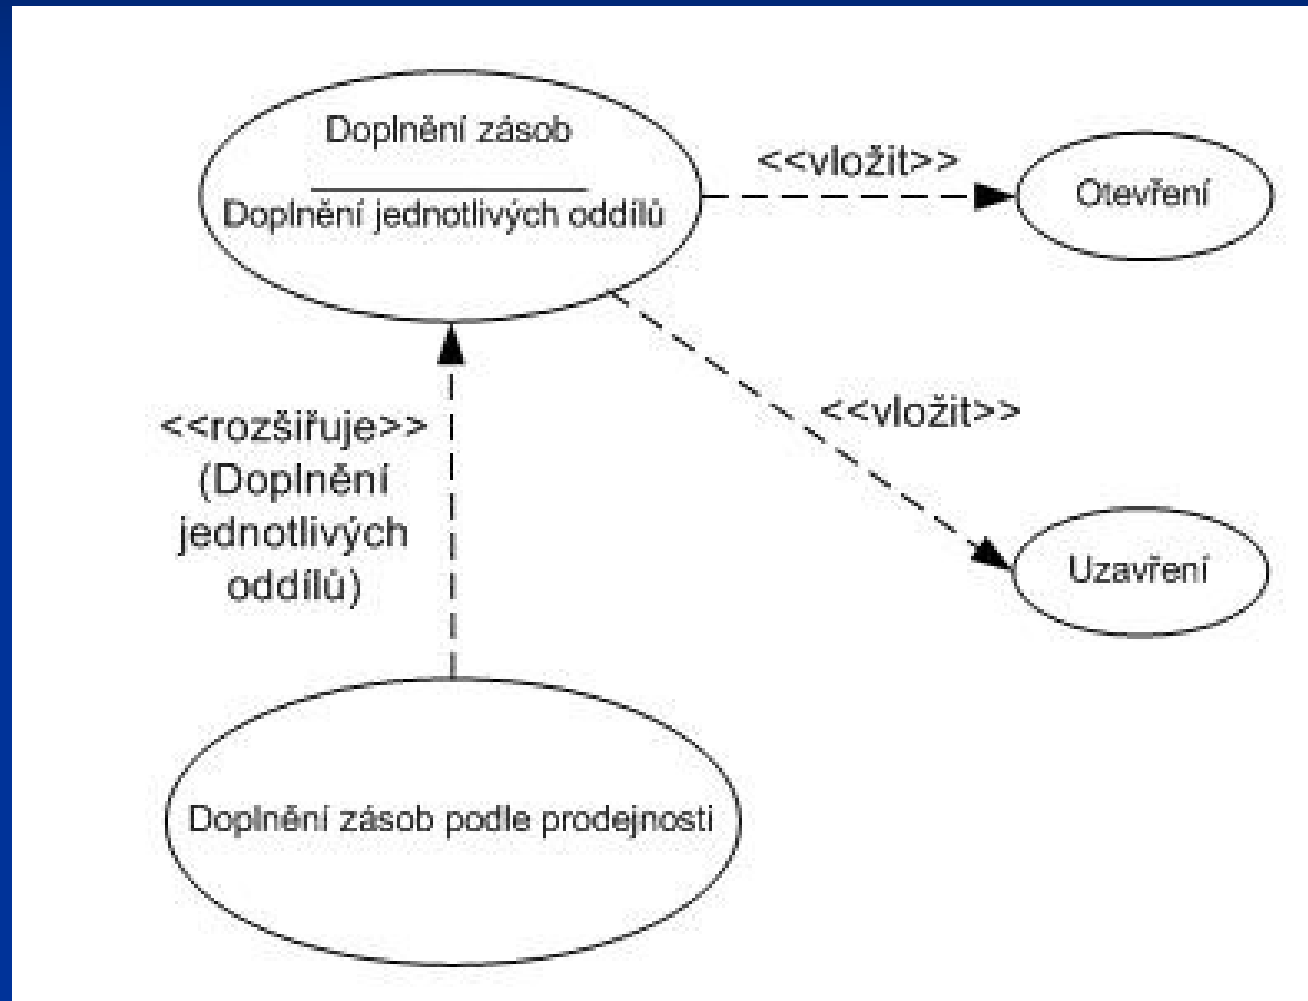 Doplnění zásob
Doplnění jednotlivých oddílů
<<vložit>>
Otevření
<<rozšiřuje>>
(Doplnění
jednotlivých
oddílů)
<<vložit>>
Uzavření
Doplnění zásob podle prodejnosti